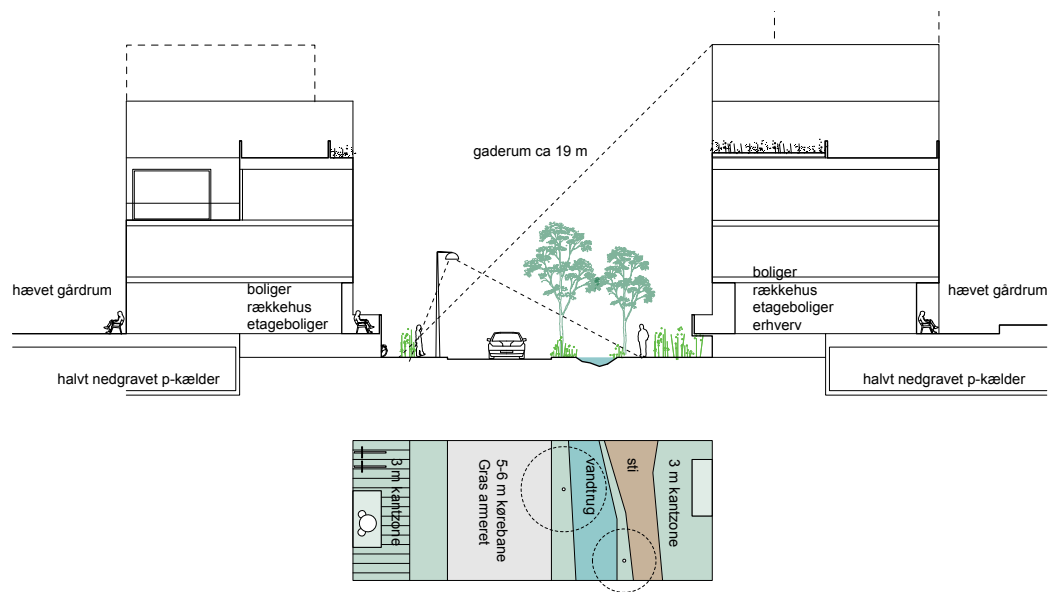 gaderum ca 19 m
hævet gårdrum
boliger
rækkehus
etageboliger
boliger
rækkehus
etageboliger
erhverv
hævet gårdrum
halvt nedgravet p-kælder
halvt nedgravet p-kælder
3 m kantzone
5-6 m kørebane
Gras armeret
vandtrug
sti
3 m kantzone